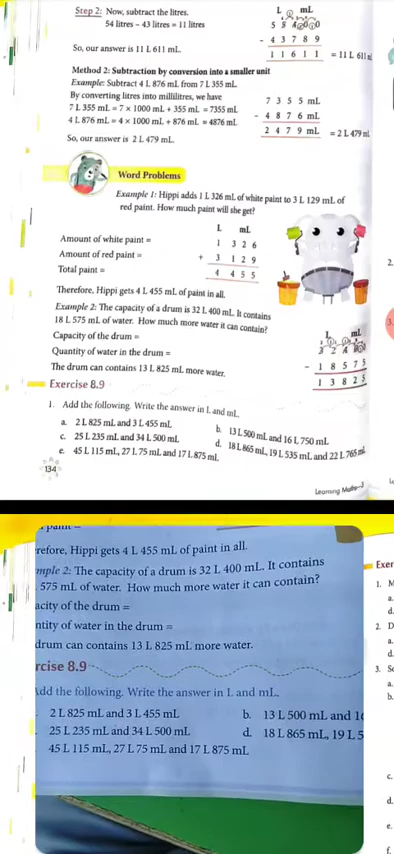 Step 2: Now, subtract the litres.
54 litres – 43 litres = 11 litres
L mL
- 4 3 7 8 9
1 1 6 1 1 = 11 L 611
So, our answer is 11 L 611 mL.
Method 2: Subtraction by conversion into a smaller unit
Example: Subtract 4 L 876 mL from 7 L 355 mL.
By converting litres into millilitres, we have
7 L 355 mL = 7 × 1000 mL + 355 mL = 7355 mL
4 L 876 mL = 4 × 1000 mL + 876 mL = 4876 mL
7 3 5 5 mL
- 4 8 7 6 mL
2 4 7 9 mL = 2 L 479 mL
So, our answer is 2 L 479 mL.
Word Problems
Example 1: Hippi adds 1 L 326 mL of white paint to 3 L 129 mL of
red paint. How much paint will she get?
L mL
Amount of white paint = 1 3 2 6
Amount of red paint = + 3 1 2 9
Total paint = 4 4 5 5
Therefore, Hippi gets 4 L 455 mL of paint in all.
Example 2: The capacity of a drum is 32 L 400 mL. It contains
18 L 575 mL of water. How much more water it can contain?
Capacity of the drum =
Quantity of water in the drum =
The drum can contains 13 L 825 mL more water.
L mL
- 1 8 5 7 5
1 3 8 2 5
Exercise 8.9
1. Add the following. Write the answer in L and mL.
a. 2 L 825 mL and 3 L 455 mL
b. 13 L 500 mL and 16 L 750 mL
c. 25 L 235 mL and 34 L 500 mL
d. 18 L 865 mL, 19 L 535 mL and 22 L 765 mL
e. 45 L 115 mL, 27 L 75 mL and 17 L 875 mL
134
Learning Maths–3
2.
3.
refore, Hippi gets 4 L 455 mL of paint in all.
mple 2: The capacity of a drum is 32 L 400 mL. It contains
575 mL of water. How much more water it can contain?
acity of the drum =
ntity of water in the drum =
drum can contains 13 L 825 mL more water.
rcise 8.9
Add the following. Write the answer in L and mL.
2 L 825 mL and 3 L 455 mL b. 13 L 500 mL and 1
25 L 235 mL and 34 L 500 mL d. 18 L 865 mL, 19 L 5
45 L 115 mL, 27 L 75 mL and 17 L 875 mL
Exer
1. M
a.
d.
2. D
a.
d.
3. S
a.
b.
c.
d.
e.
f.